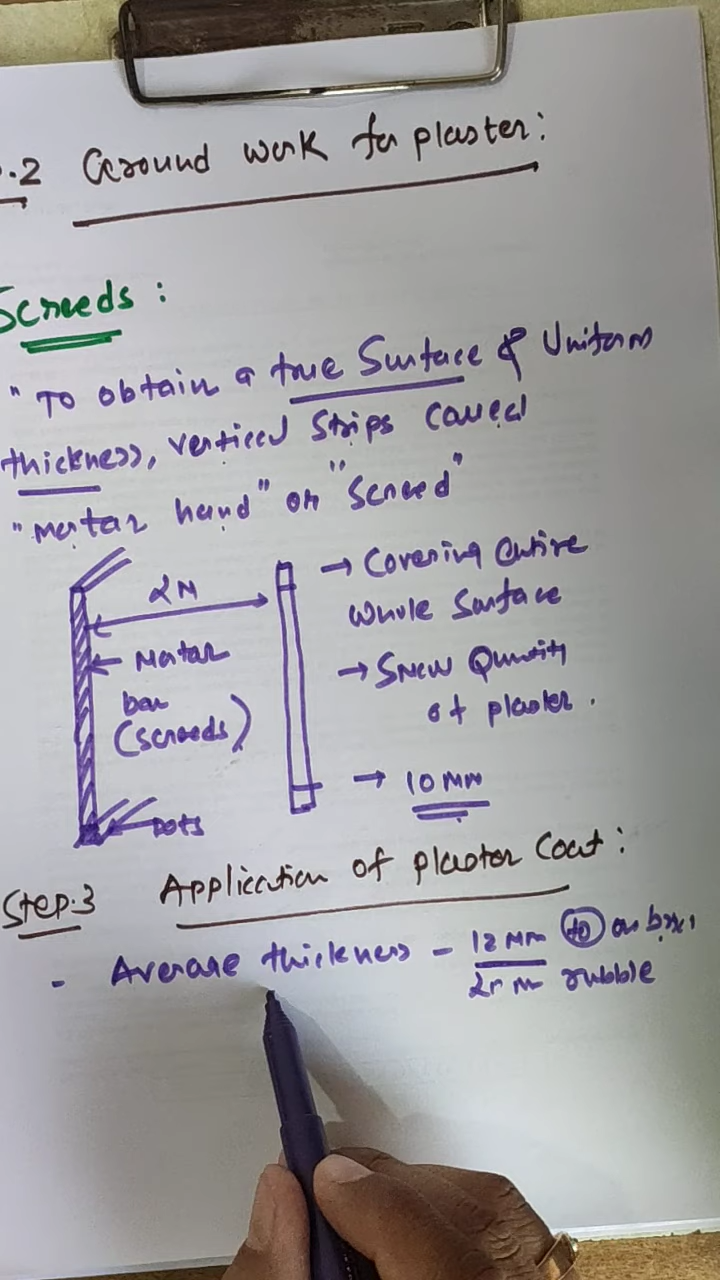 .2 Ground work for plaster:
Screeds:
"To obtain a true Surface & Uniform
thickness, vertical Strips called
"mortar band" or "Screed"
2M
→ Covering entire
whole Surface
← Mortar
bar
(screeds)
Quantity
of plaster.
→ 10 MM
← Dots
Step.3 Application of plaster Coat:
- Average thickness - 12 MM to on
rubble